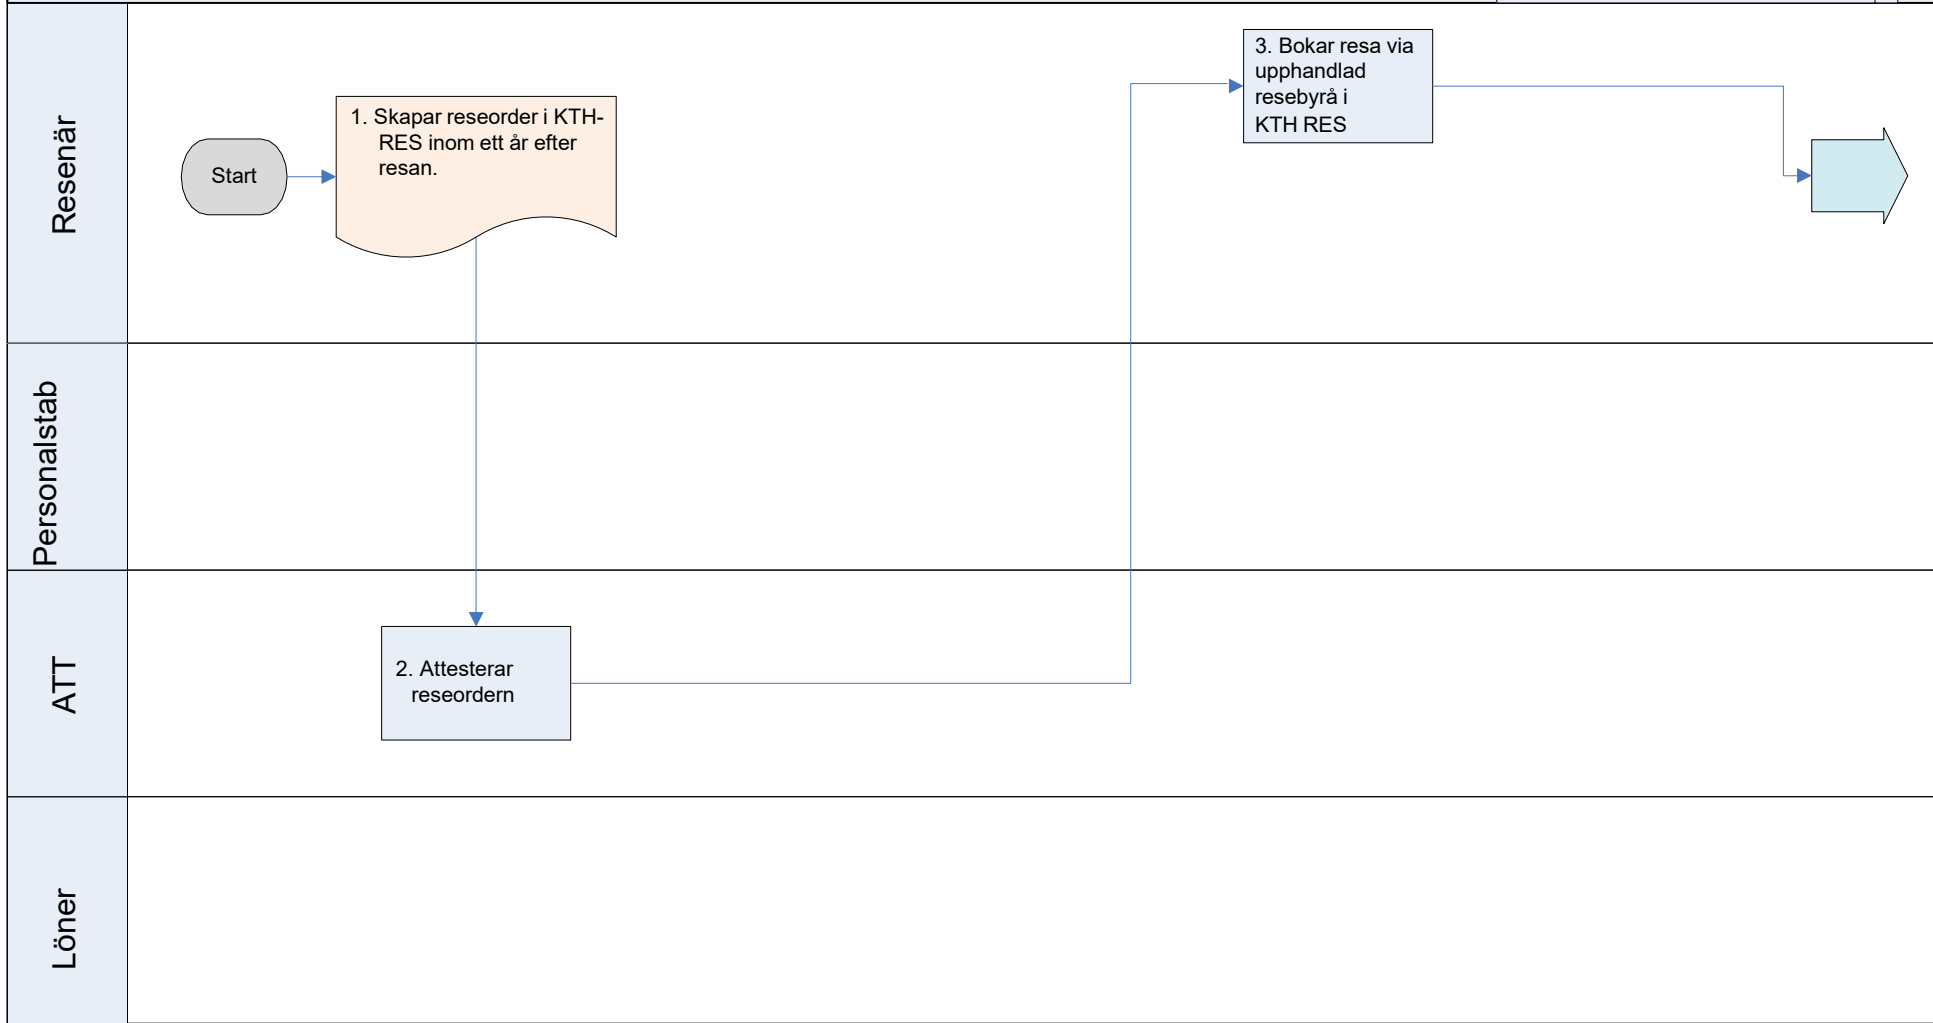 Resenär
Start
1. Skapar reseorder i KTH-
RES inom ett år efter
resan.
3. Bokar resa via
upphandlad
resebyrå i
KTH RES
Personalstab
ATT
2. Attesterar
reseordern
Löner